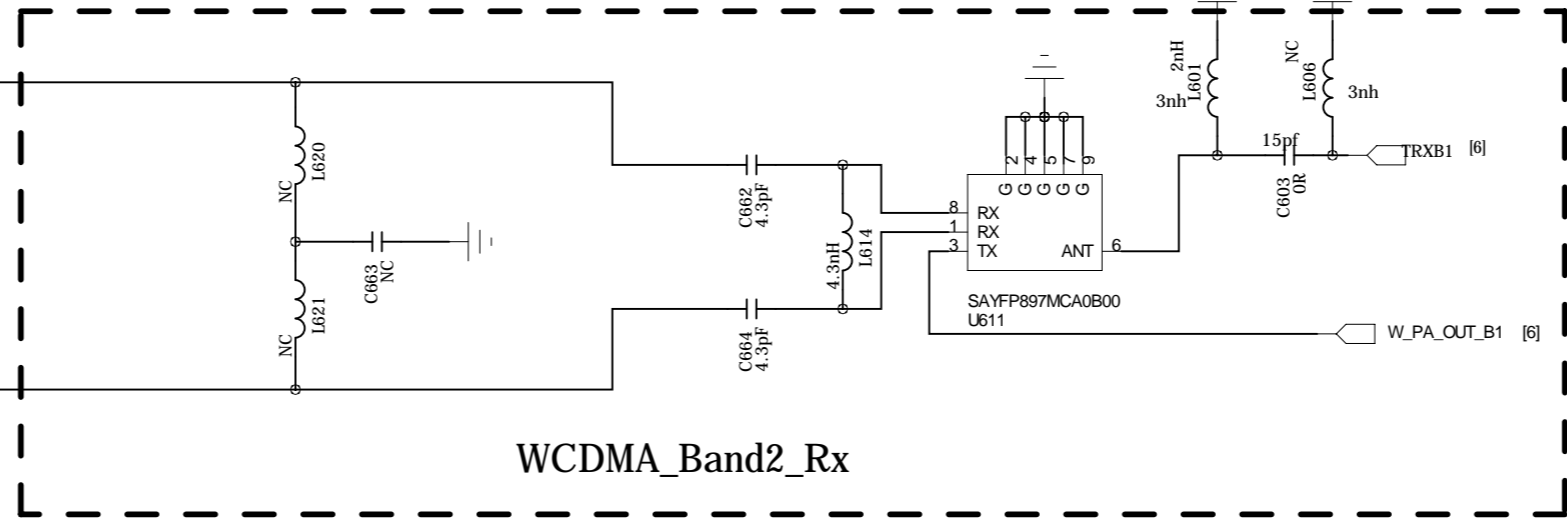 2nH
L601
3nh
NC
L606
3nh
15pf
C603
0R
TRXB1 [6]
L620
NC
C662
4.3pF
2 4 5 7 9
G G G G G
8 RX
1 RX
3 TX
ANT 6
4.3nH
L614
C663
NC
L621
NC
C664
4.3pF
SAYFP897MCA0B00
U611
W_PA_OUT_B1 [6]
WCDMA_Band2_Rx